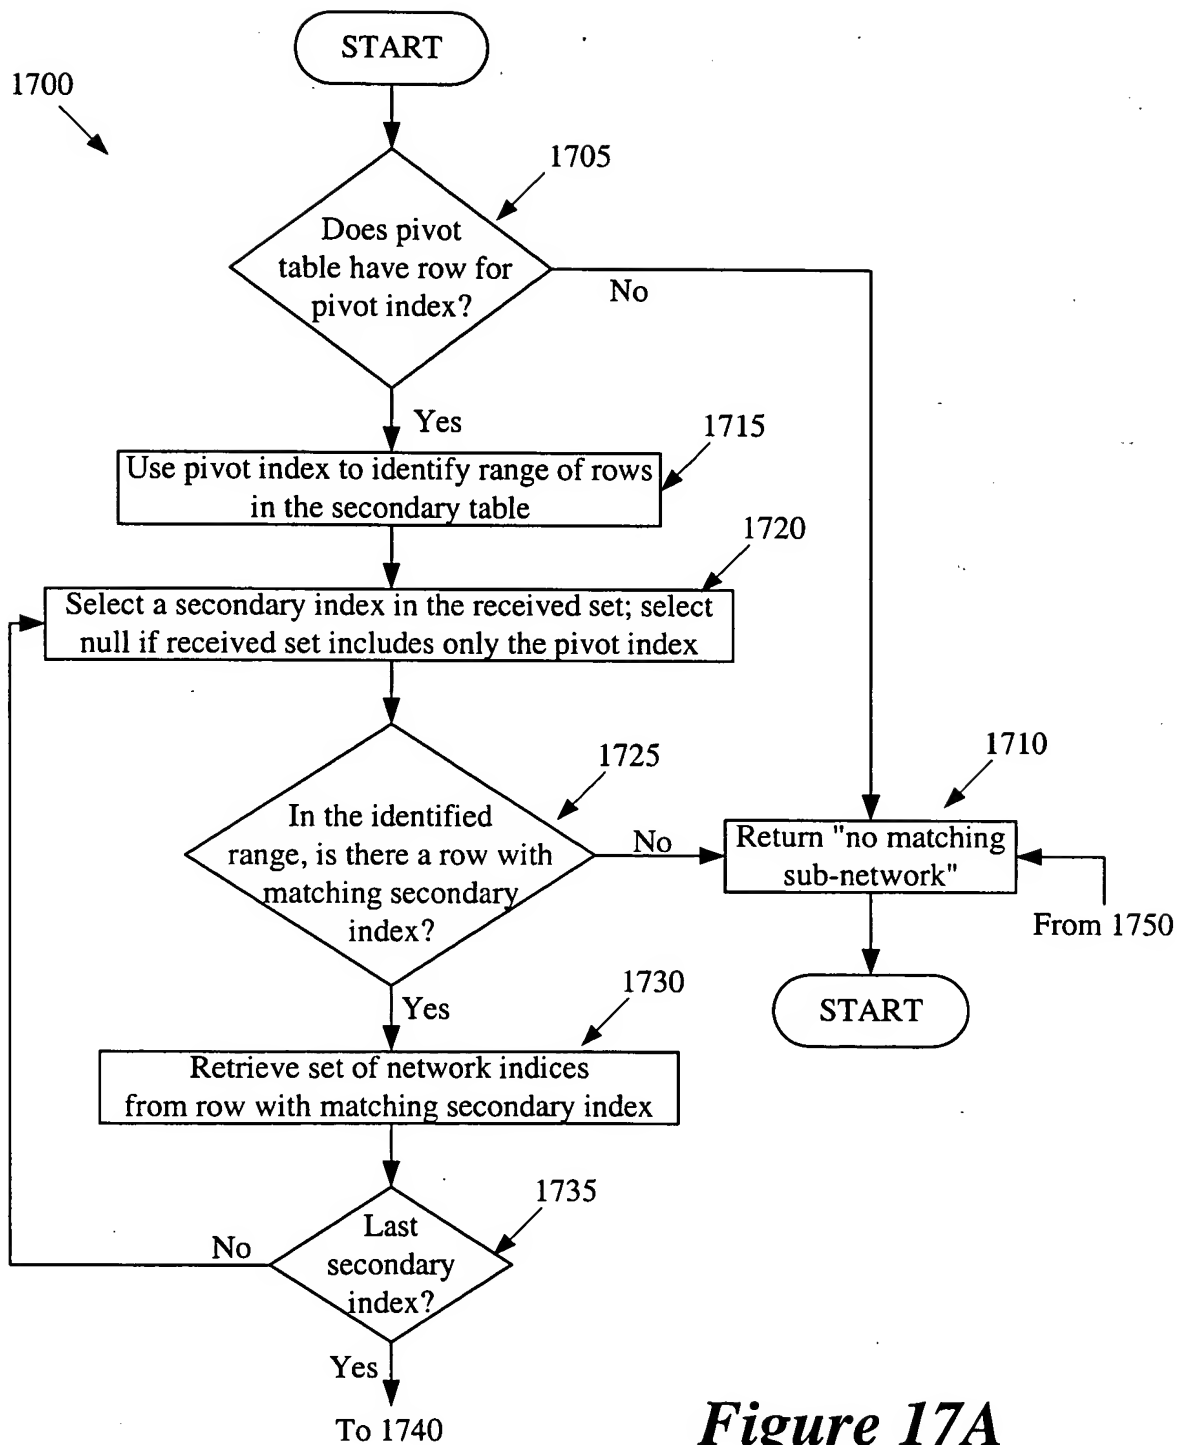 START
1700
1705
Does pivot
table have row for
pivot index?
No
Yes
1715
Use pivot index to identify range of rows
in the secondary table
1720
Select a secondary index in the received set; select
null if received set includes only the pivot index
1725
In the identified
range, is there a row with
matching secondary
index?
No
1710
Return "no matching
sub-network"
From 1750
START
Yes
1730
Retrieve set of network indices
from row with matching secondary index
1735
Last
secondary
index?
No
Yes
To 1740
Figure 17A